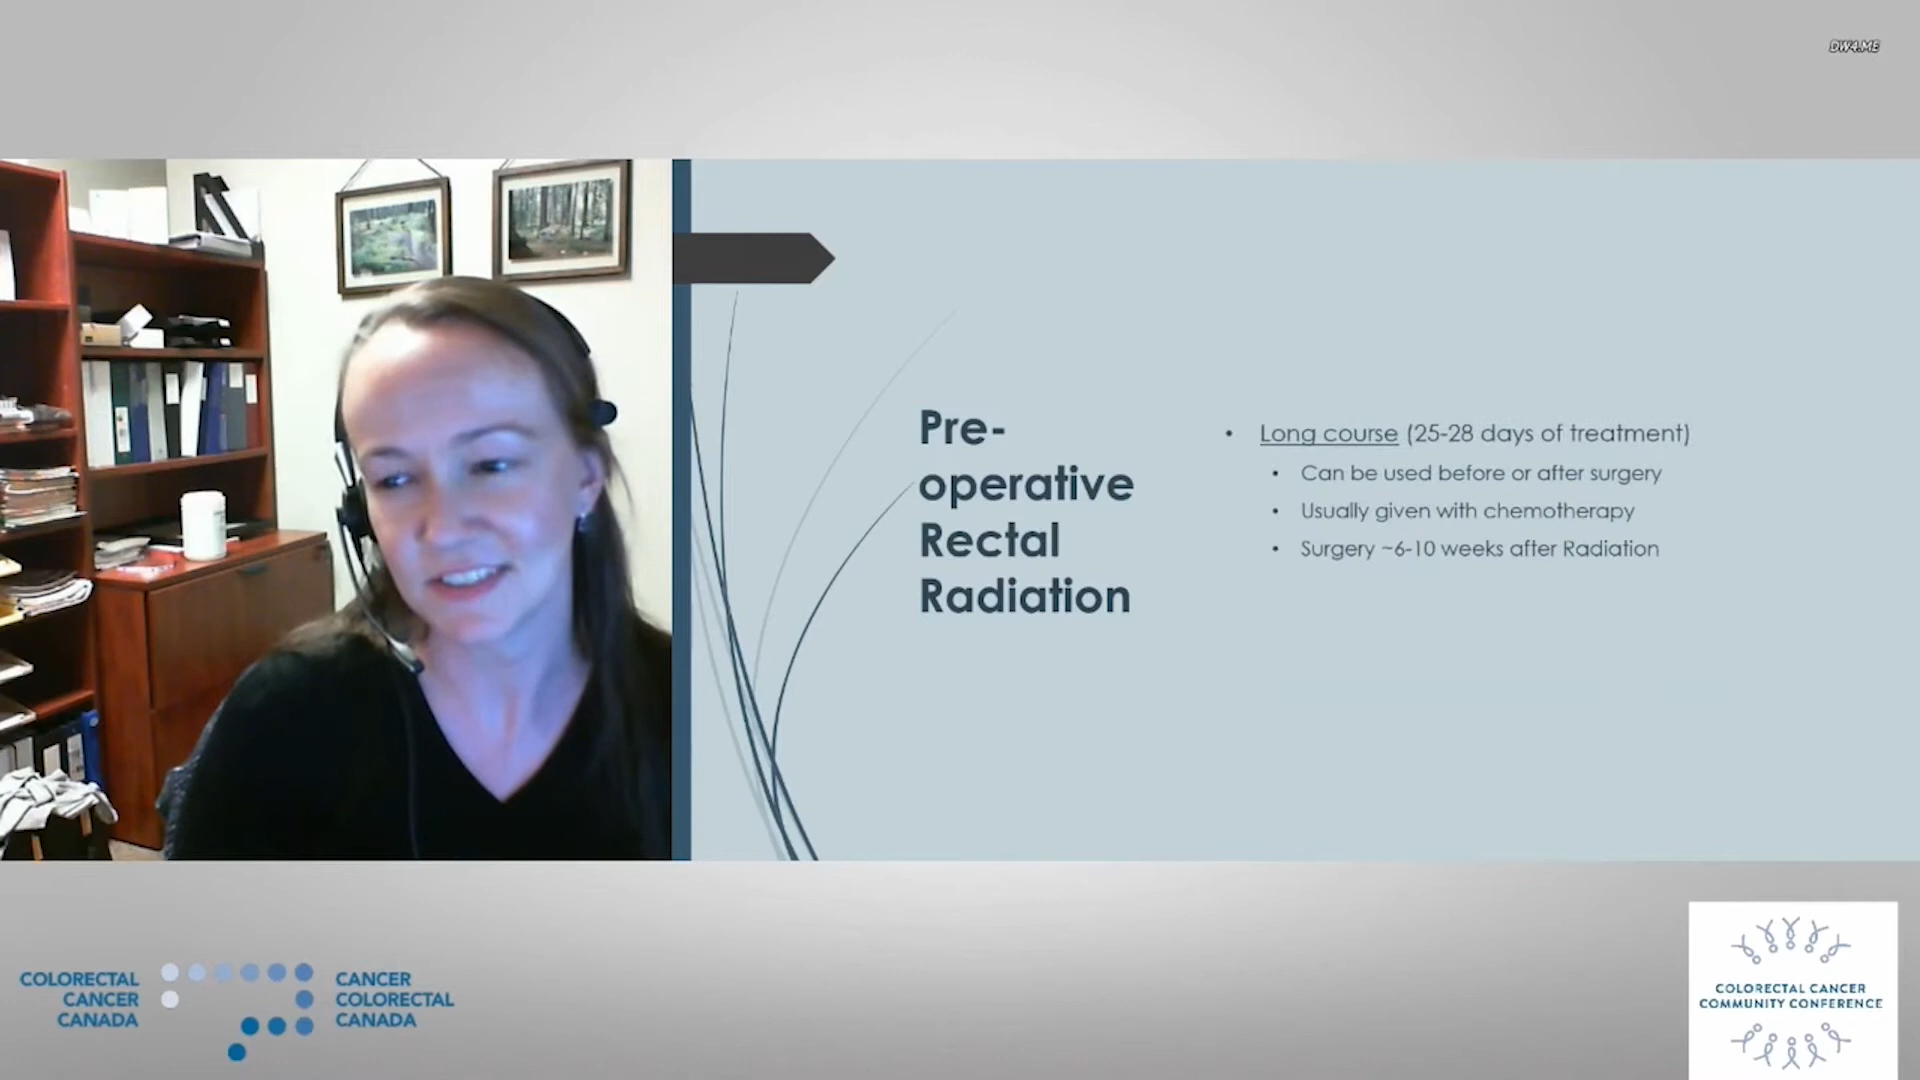 DW4.ME
Pre-
operative
Rectal
Radiation
• Long course (25-28 days of treatment)
• Can be used before or after surgery
• Usually given with chemotherapy
• Surgery ~6-10 weeks after Radiation
COLORECTAL
CANCER
CANADA
CANCER
COLORECTAL
CANADA
COLORECTAL CANCER
COMMUNITY CONFERENCE